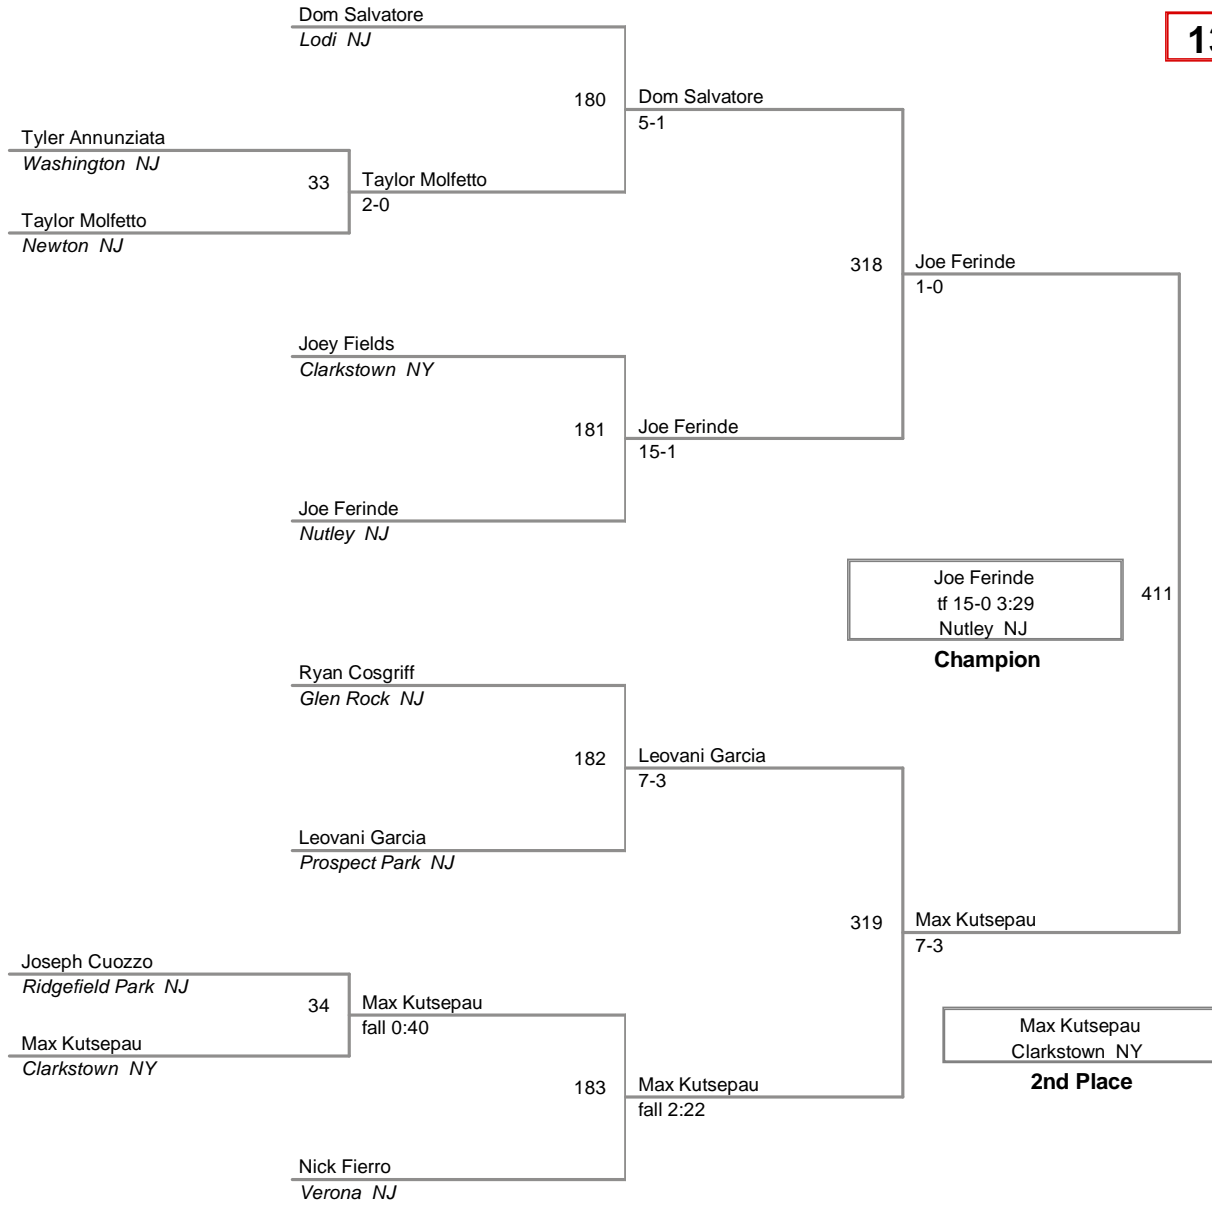 Dom Salvatore
Lodi NJ
180
Dom Salvatore
5-1
Tyler Annunziata
Washington NJ
33
Taylor Molfetto
2-0
Taylor Molfetto
Newton NJ
318
Joe Ferinde
1-0
Joey Fields
Clarkstown NY
181
Joe Ferinde
15-1
Joe Ferinde
Nutley NJ
Joe Ferinde
tf 15-0 3:29
Nutley NJ
411
Champion
Ryan Cosgriff
Glen Rock NJ
182
Leovani Garcia
7-3
Leovani Garcia
Prospect Park NJ
319
Max Kutsepau
7-3
Joseph Cuozzo
Ridgefield Park NJ
34
Max Kutsepau
fall 0:40
Max Kutsepau
Clarkstown NY
Max Kutsepau
Clarkstown NY
2nd Place
183
Max Kutsepau
fall 2:22
Nick Fierro
Verona NJ